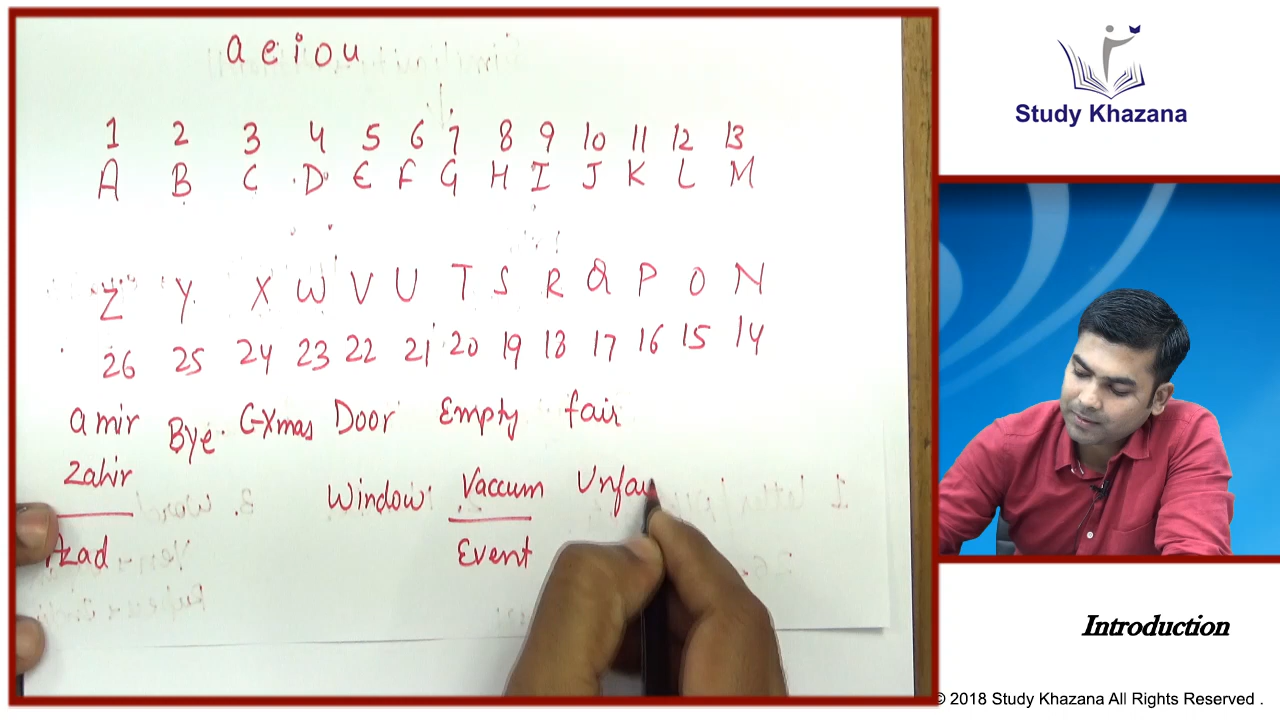 a e i o u
1 2 3 4 5 6 7 8 9 10 11 12 13
A B C D E F G H I J K L M
Z Y X W V U T S R Q P O N
26 25 24 23 22 21 20 19 18 17 16 15 14
amir Bye. C-Xmas Door Empty fair
Zahir Window Vaccum Unfa
Azad Event
Study Khazana
Introduction
© 2018 Study Khazana All Rights Reserved .